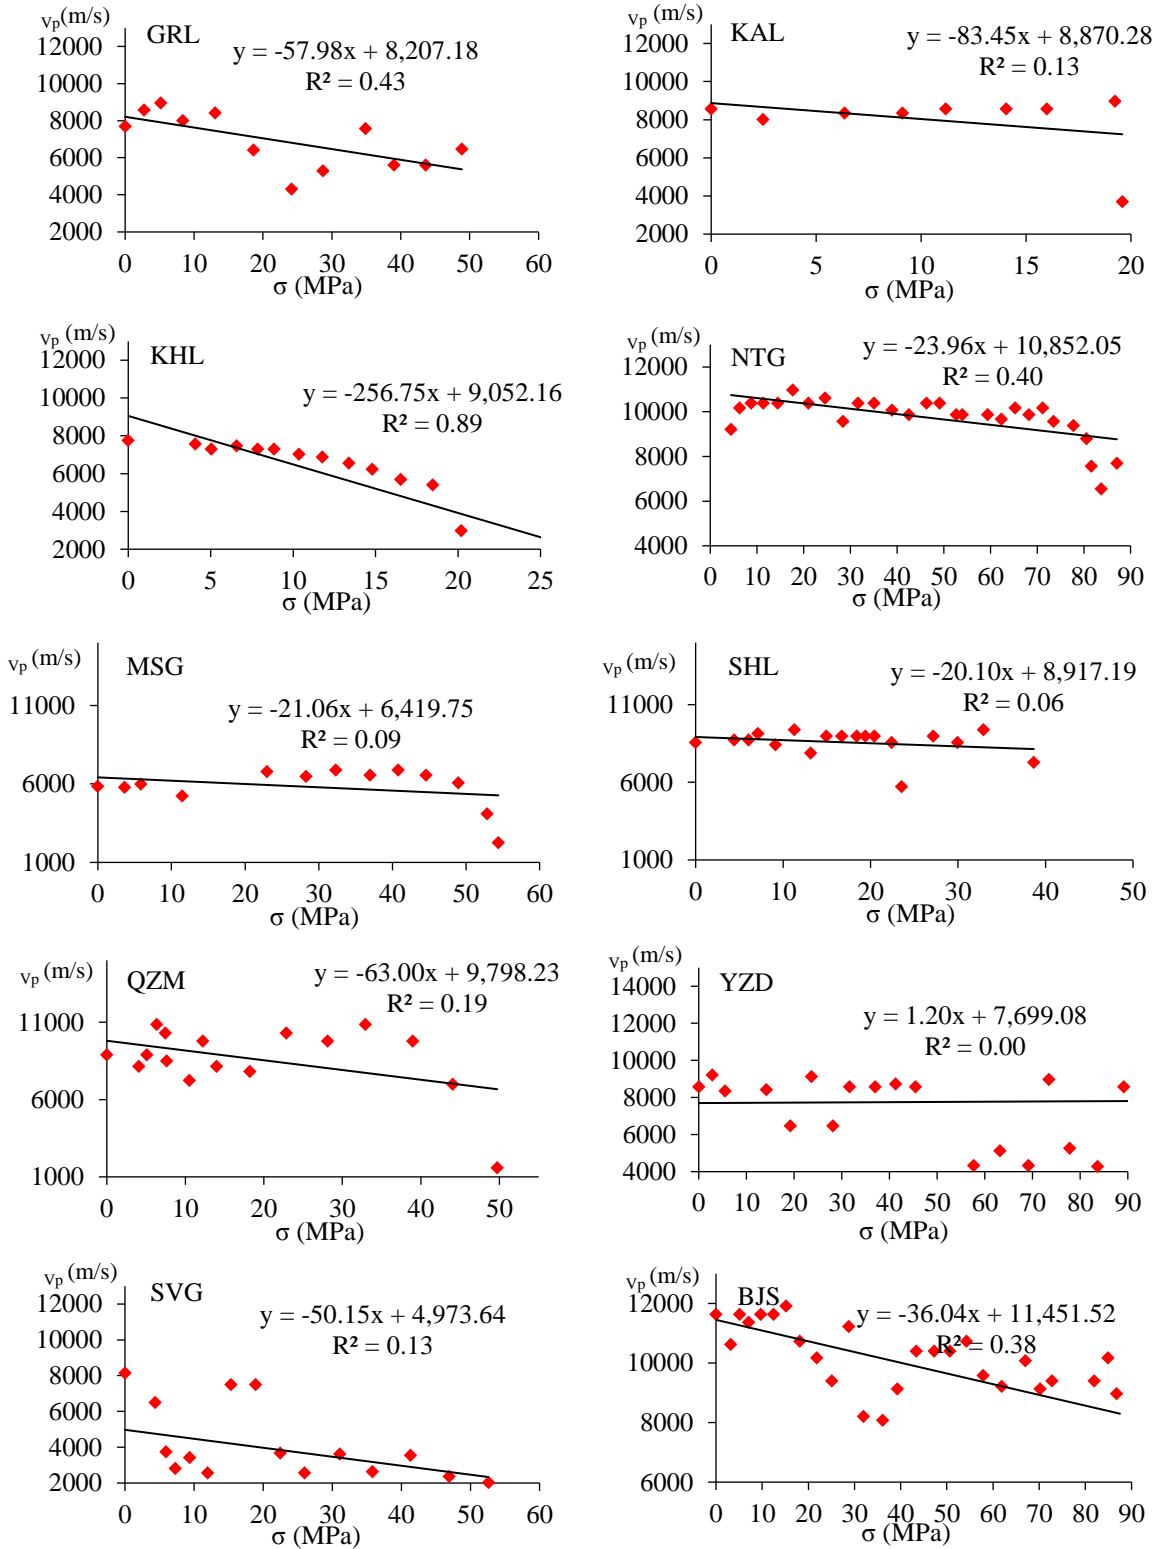 vp(m/s)
GRL
y = -57.98x + 8,207.18
R² = 0.43
12000
10000
8000
6000
4000
2000
0 10 20 30 40 50 60
σ (MPa)
vp(m/s)
KAL
y = -83.45x + 8,870.28
R² = 0.13
12000
10000
8000
6000
4000
2000
0 5 10 15 20
σ (MPa)
vp (m/s)
KHL
y = -256.75x + 9,052.16
R² = 0.89
12000
10000
8000
6000
4000
2000
0 5 10 15 20 25
σ (MPa)
vp (m/s)
NTG
y = -23.96x + 10,852.05
R² = 0.40
12000
10000
8000
6000
4000
0 10 20 30 40 50 60 70 80 90
σ (MPa)
vp (m/s)
MSG
y = -21.06x + 6,419.75
R² = 0.09
11000
6000
1000
0 10 20 30 40 50 60
σ (MPa)
vp (m/s)
SHL
y = -20.10x + 8,917.19
R² = 0.06
11000
6000
1000
0 10 20 30 40 50
σ (MPa)
vp (m/s)
QZM
y = -63.00x + 9,798.23
R² = 0.19
11000
6000
1000
0 10 20 30 40 50
σ (MPa)
vp (m/s)
YZD
y = 1.20x + 7,699.08
R² = 0.00
14000
12000
10000
8000
6000
4000
0 10 20 30 40 50 60 70 80 90
σ (MPa)
vp (m/s)
SVG
y = -50.15x + 4,973.64
R² = 0.13
12000
10000
8000
6000
4000
2000
0 10 20 30 40 50 60
σ (MPa)
vp (m/s)
BJS
y = -36.04x + 11,451.52
R² = 0.38
12000
10000
8000
6000
0 10 20 30 40 50 60 70 80 90
σ (MPa)